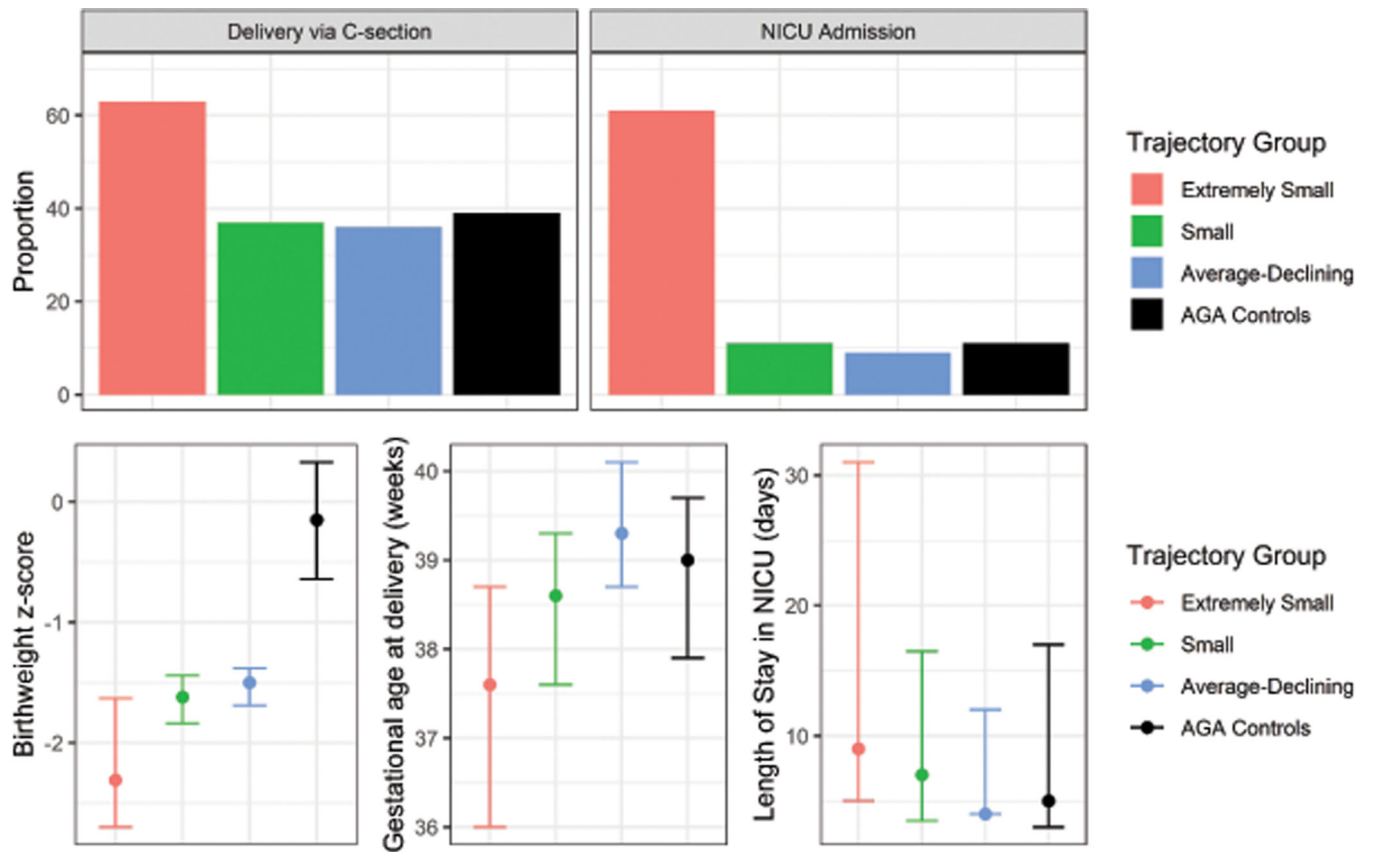 Delivery via C-section
NICU Admission
Proportion
60
40
20
0
Trajectory Group
Extremely Small
Small
Average-Declining
AGA Controls
Birthweight z-score
0
-1
-2
Gestational age at delivery (weeks)
40
39
38
37
36
Length of Stay in NICU (days)
30
20
10
Trajectory Group
Extremely Small
Small
Average-Declining
AGA Controls